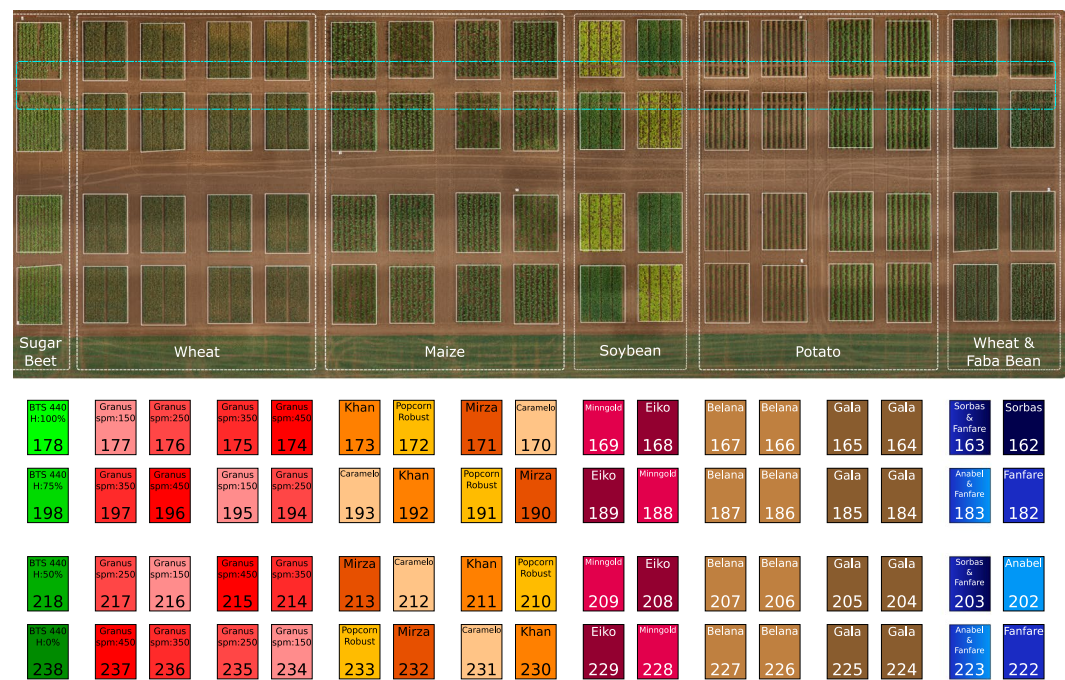 Sugar
Beet
Wheat
Maize
Soybean
Potato
Wheat &
Faba Bean
BTS 440
H:100%
178
Granus
spm:150
177
Granus
spm:250
176
Granus
spm:350
175
Granus
spm:450
174
Khan
173
Popcorn
Robust
172
Mirza
171
Caramelo
170
Minngold
169
Eiko
168
Belana
167
Belana
166
Gala
165
Gala
164
Sorbas
&
Fanfare
163
Sorbas
162
BTS 440
H:75%
198
Granus
spm:350
197
Granus
spm:450
196
Granus
spm:150
195
Granus
spm:250
194
Caramelo
193
Khan
192
Popcorn
Robust
191
Mirza
190
Eiko
189
Minngold
188
Belana
187
Belana
186
Gala
185
Gala
184
Anabel
&
Fanfare
183
Fanfare
182
BTS 440
H:50%
218
Granus
spm:250
217
Granus
spm:150
216
Granus
spm:450
215
Granus
spm:350
214
Mirza
213
Caramelo
212
Khan
211
Popcorn
Robust
210
Minngold
209
Eiko
208
Belana
207
Belana
206
Gala
205
Gala
204
Sorbas
&
Fanfare
203
Anabel
202
BTS 440
H:0%
238
Granus
spm:450
237
Granus
spm:350
236
Granus
spm:250
235
Granus
spm:150
234
Popcorn
Robust
233
Mirza
232
Caramelo
231
Khan
230
Eiko
229
Minngold
228
Belana
227
Belana
226
Gala
225
Gala
224
Anabel
&
Fanfare
223
Fanfare
222